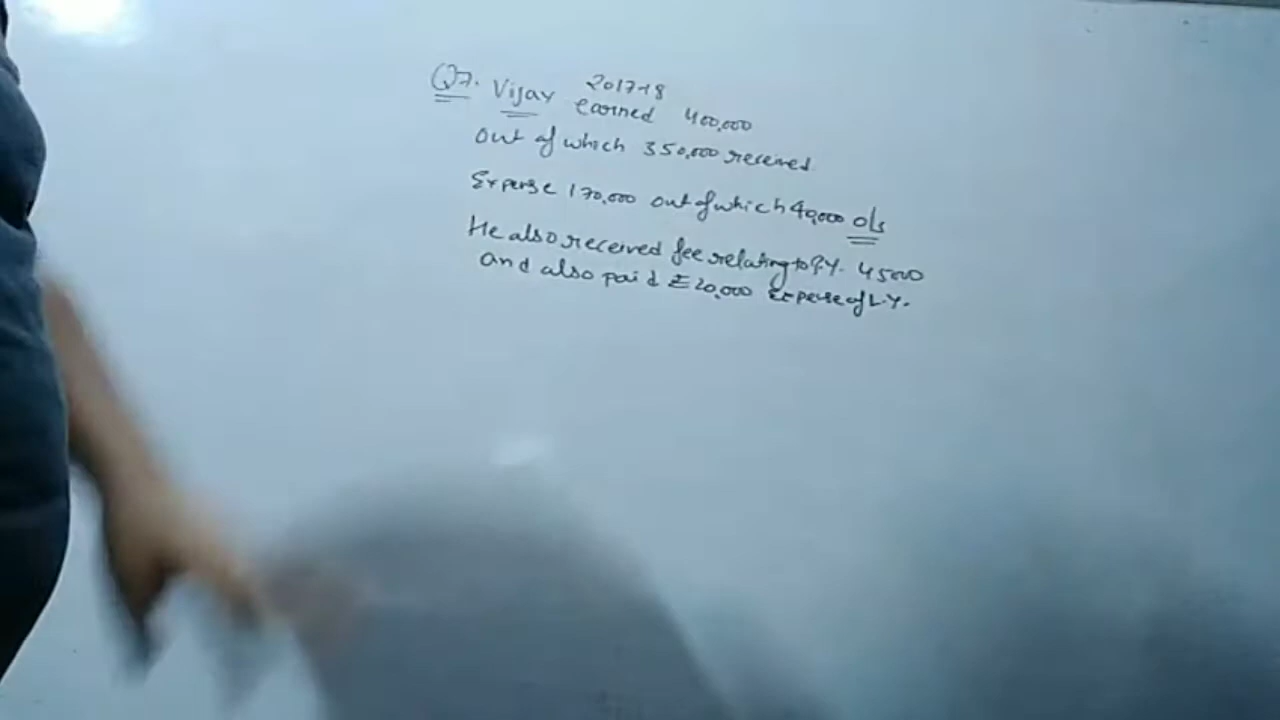 Q7. Vijay 2017-18 earned 400,000
out of which 350,000 received.
Expense 170,000 out of which 40,000 o/s
He also received fee relating to P.Y. 45000
and also paid ₹ 20,000 Expense of L.Y.